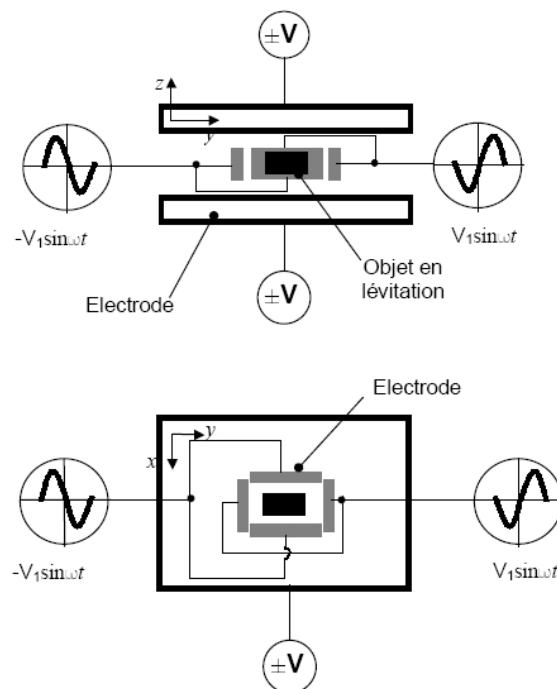 ±V
z
y
-V₁sinωt
V₁sinωt
Objet en
lévitation
Electrode
±V
Electrode
y
x
-V₁sinωt
V₁sinωt
±V